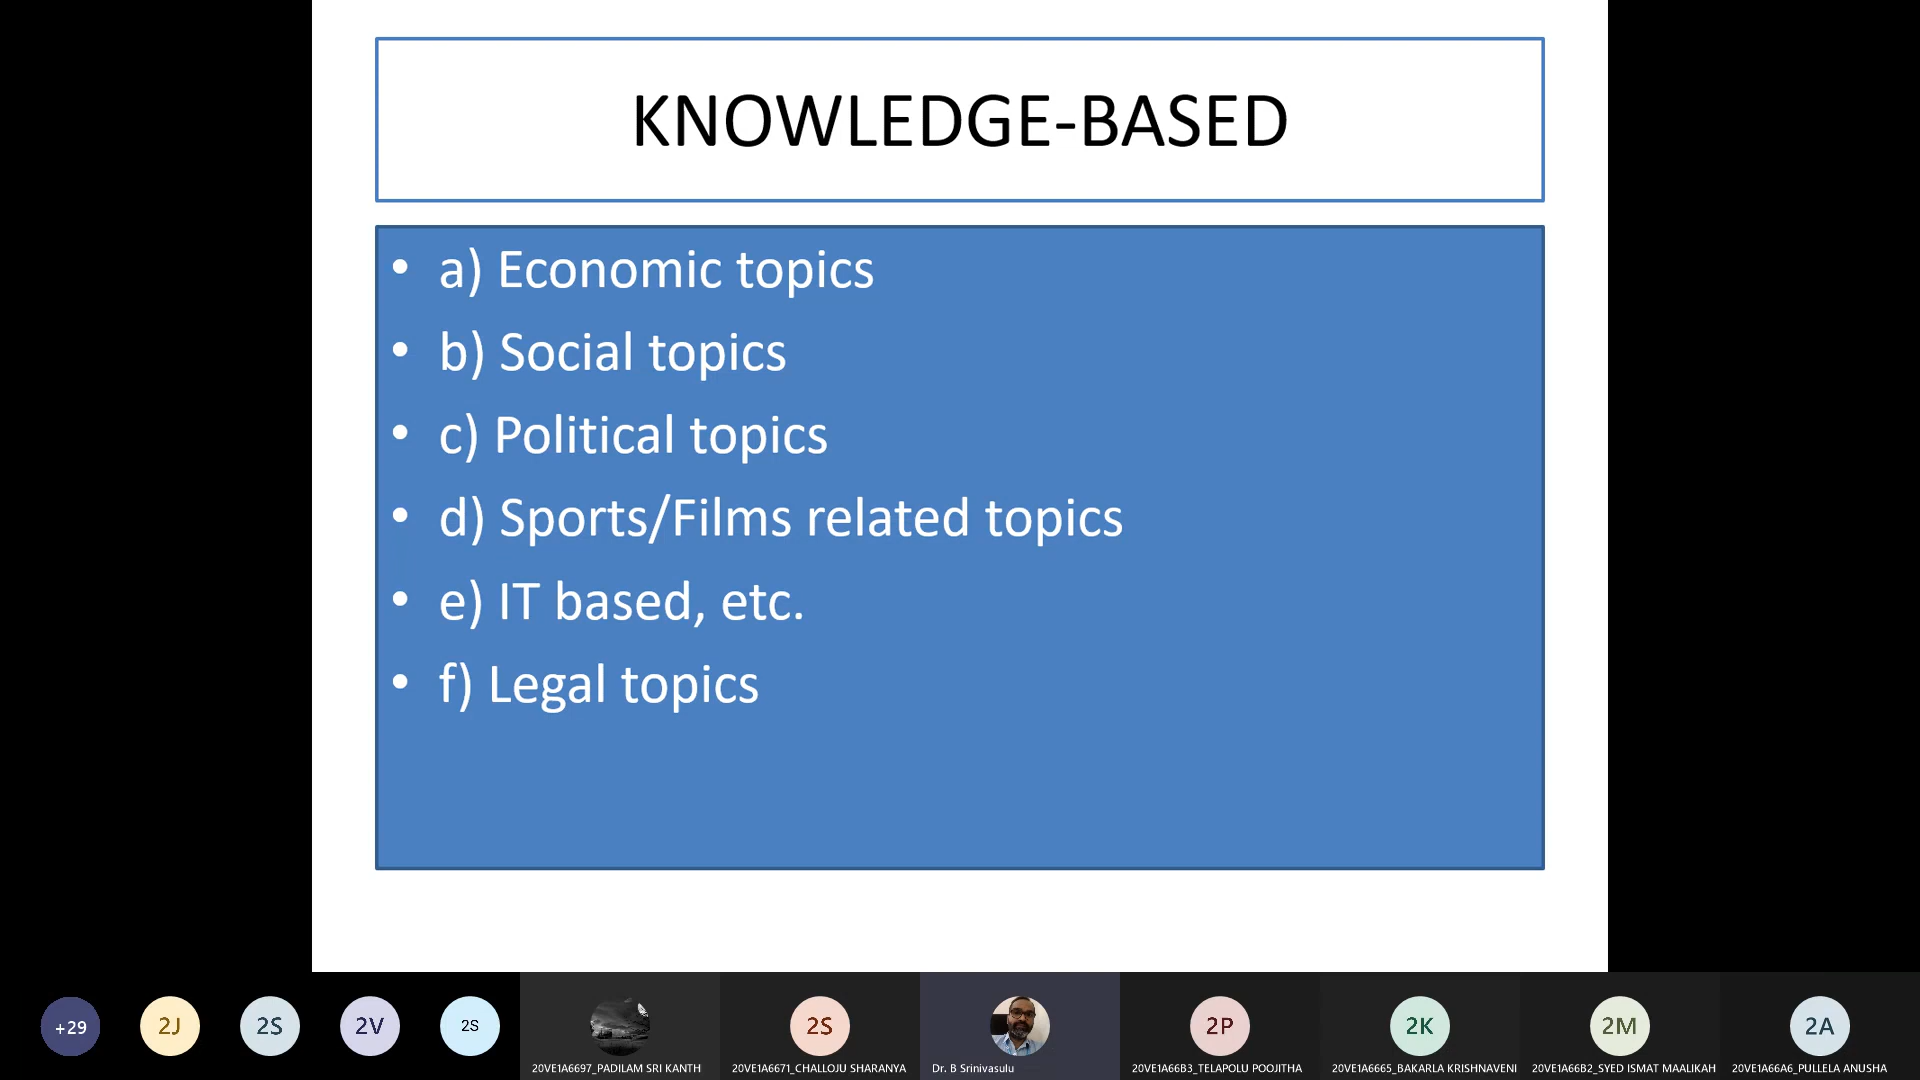 KNOWLEDGE-BASED
• a) Economic topics
• b) Social topics
• c) Political topics
• d) Sports/Films related topics
• e) IT based, etc.
• f) Legal topics
+29
2J
2S
2V
2S
2S
2P
2K
2M
2A
20VE1A6697_PADILAM SRI KANTH
20VE1A6671_CHALLOJU SHARANYA
Dr. B Srinivasulu
20VE1A66B3_TELAPOLU POOJITHA
20VE1A6665_BAKARLA KRISHNAVENI
20VE1A66B2_SYED ISMAT MAALIKAH
20VE1A66A6_PULLELA ANUSHA